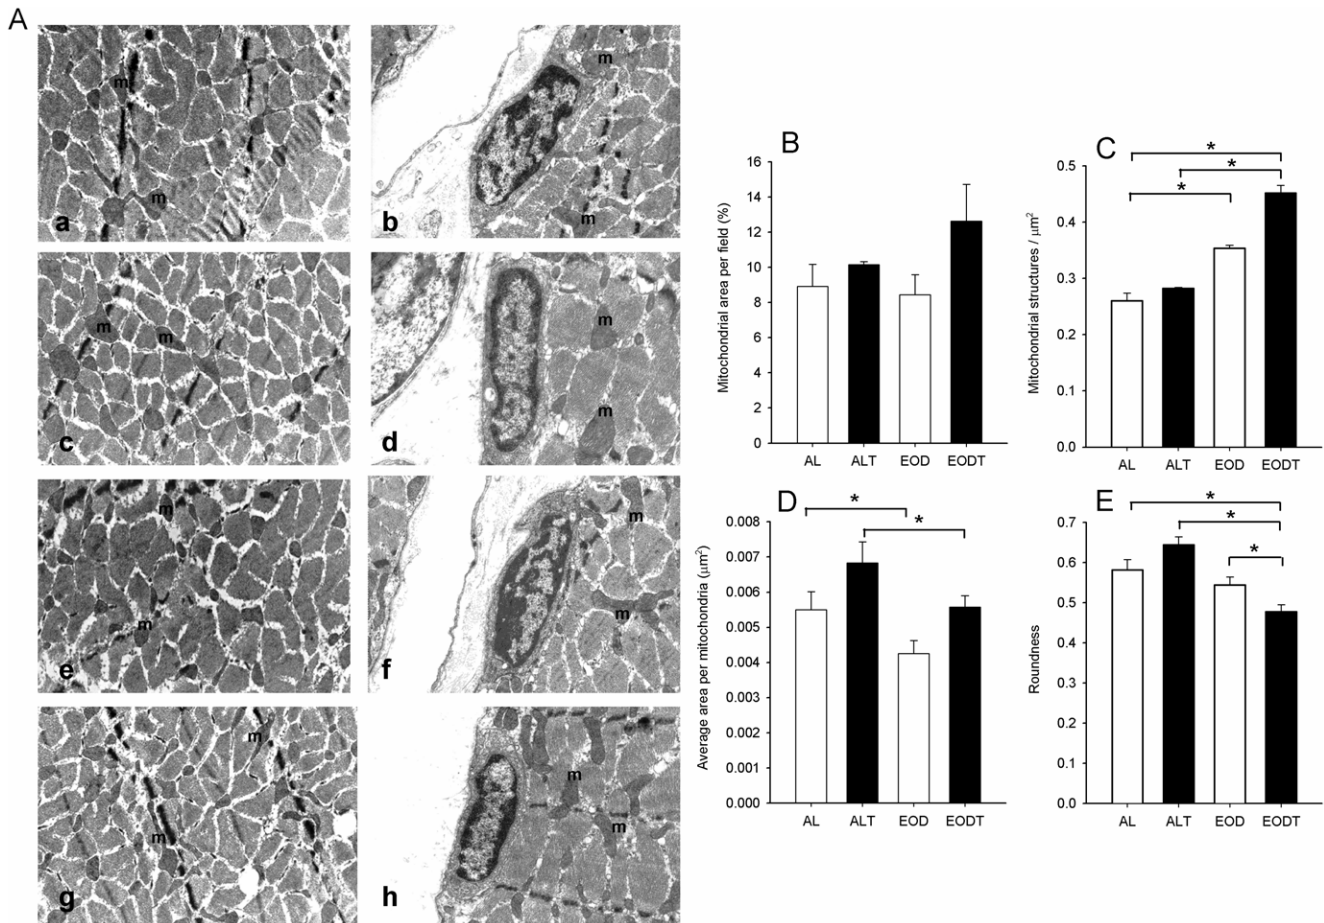 A
m
m
a
m
m
b
m
m
c
m
m
d
m
m
e
m
m
f
m
m
g
m
m
h
B
Mitochondrial area per field (%)
16
14
12
10
8
6
4
2
0
AL ALT EOD EODT
C
Mitochondrial structures / μm²
0.5
0.4
0.3
0.2
0.1
0.0
*
*
*
AL ALT EOD EODT
D
Average area per mitochondria (μm²)
0.008
0.007
0.006
0.005
0.004
0.003
0.002
0.001
0.000
*
*
AL ALT EOD EODT
E
Roundness
0.7
0.6
0.5
0.4
0.3
0.2
0.1
0.0
*
*
*
AL ALT EOD EODT